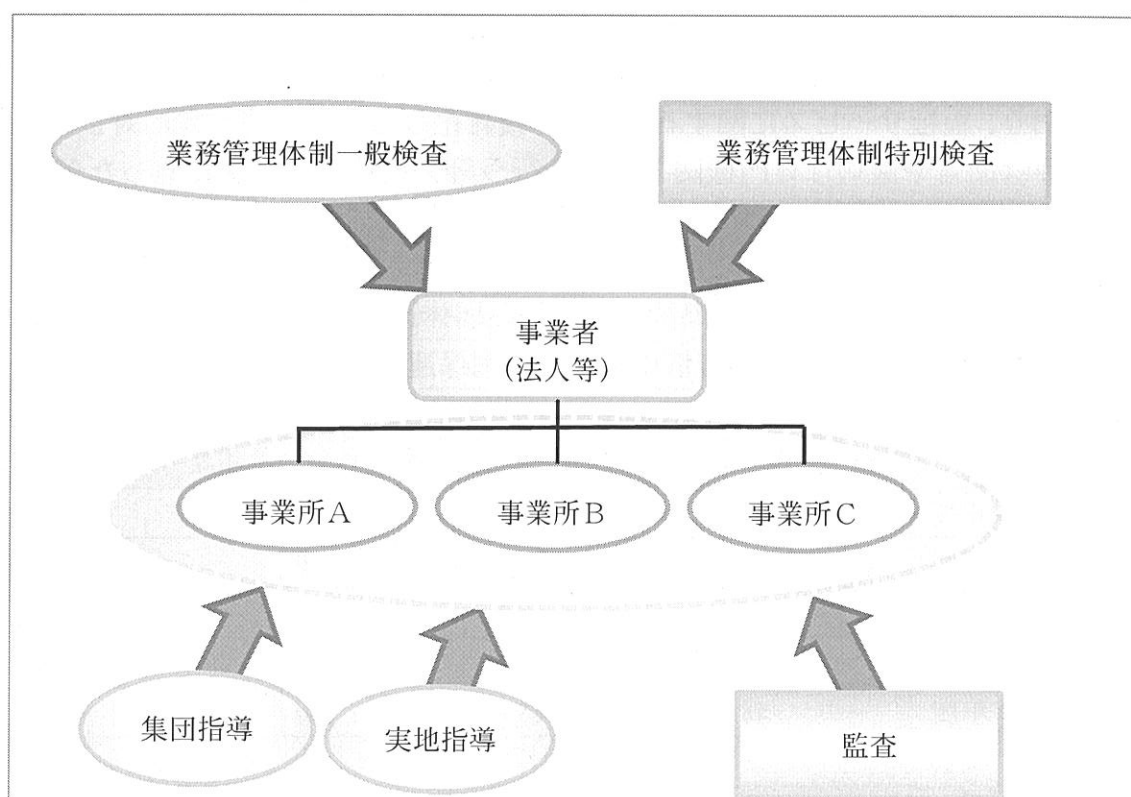 業務管理体制一般検査
業務管理体制特別検査
事業者
(法人等)
事業所A
事業所B
事業所C
集団指導
実地指導
監査